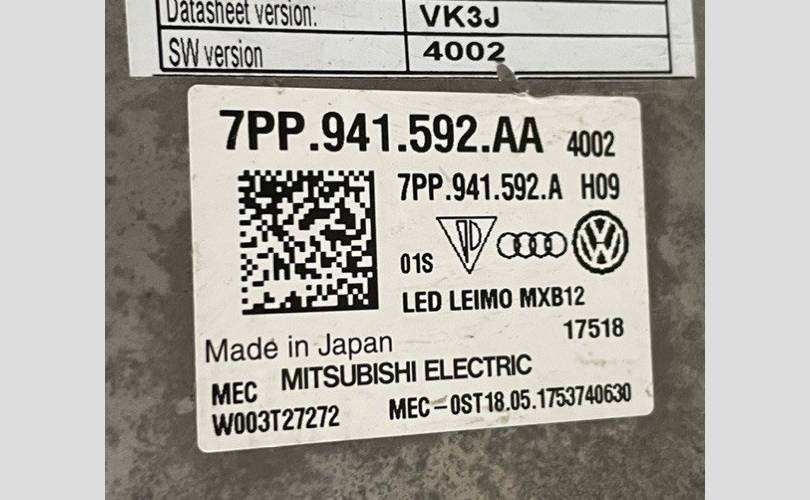 Datasheet version: VK3J
SW version 4002
7PP.941.592.AA 4002
7PP.941.592.A H09
01S
LED LEIMO MXB12
17518
Made in Japan
MEC MITSUBISHI ELECTRIC
W003T27272 MEC-0ST18.05.1753740630